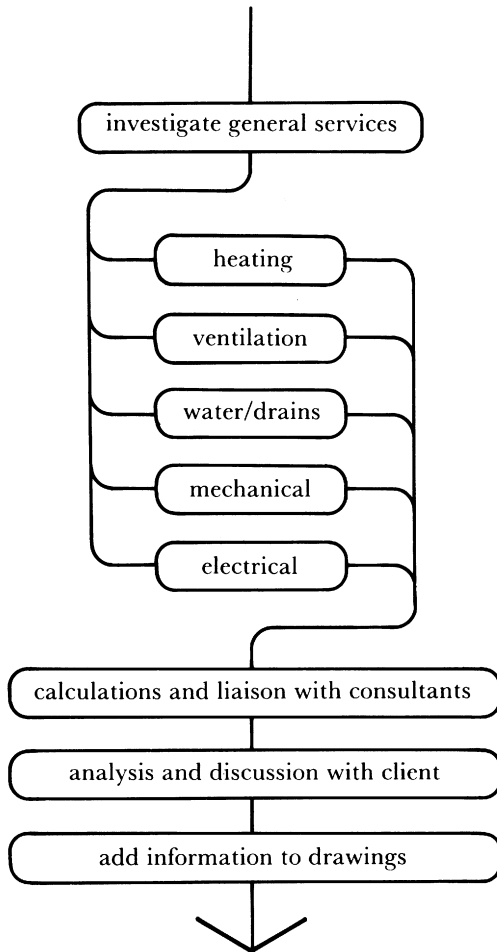 investigate general services
heating
ventilation
water/drains
mechanical
electrical
calculations and liaison with consultants
analysis and discussion with client
add information to drawings